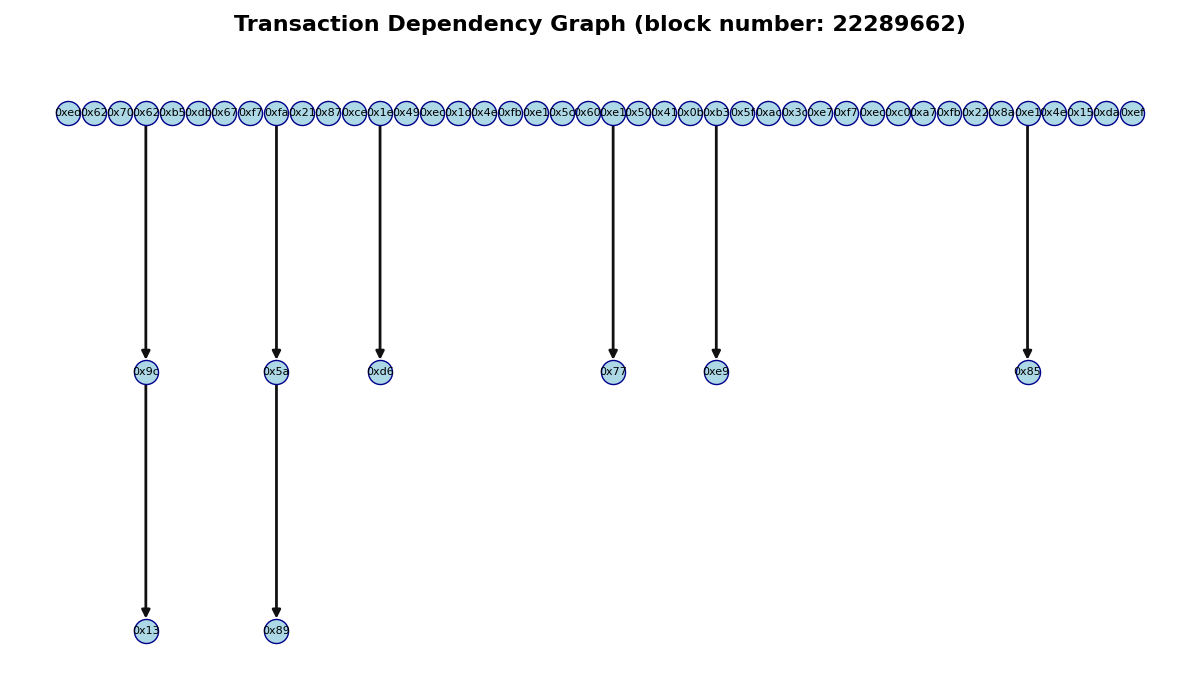 Transaction Dependency Graph (block number: 22289662)
0xed 0x62 0x70 0x62 0xb5 0xdb 0x67 0xf7 0xfa 0x21 0x87 0xce 0x1e 0x49 0xec 0x1d 0x4e 0xfb 0xe1 0x5c 0x60 0xe1 0x50 0x41 0x0b 0xb3 0x5f 0xac 0x3c 0xe7 0xf7 0xec 0xc0 0xa7 0xfb 0x22 0x8a 0xe1 0x4e 0x15 0xda 0xef
0x9c 0x5a 0xd6 0x77 0xe9 0x85
0x13 0x89